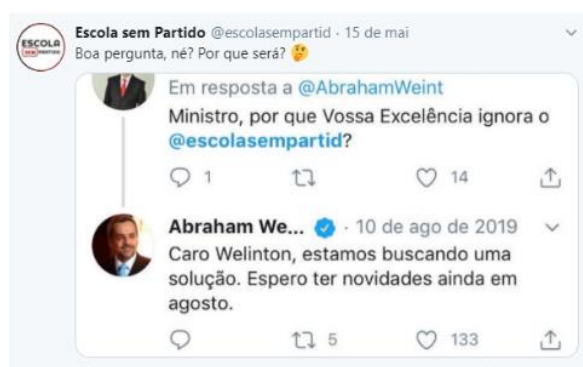 Escola sem Partido @escolasempartid · 15 de mai
Boa pergunta, né? Por que será? 🤔
ESCOLA
SEM PARTIDO
Em resposta a @AbrahamWeint
Ministro, por que Vossa Excelência ignora o
@escolasempartid?
1 14
Abraham We... · 10 de ago de 2019
Caro Welinton, estamos buscando uma
solução. Espero ter novidades ainda em
agosto.
5 133